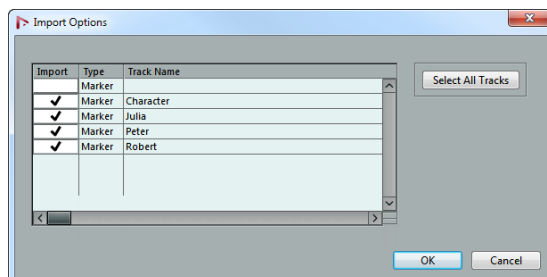 Import Options
Import Type Track Name
Select All Tracks
Marker
Marker Character
Marker Julia
Marker Peter
Marker Robert
OK Cancel